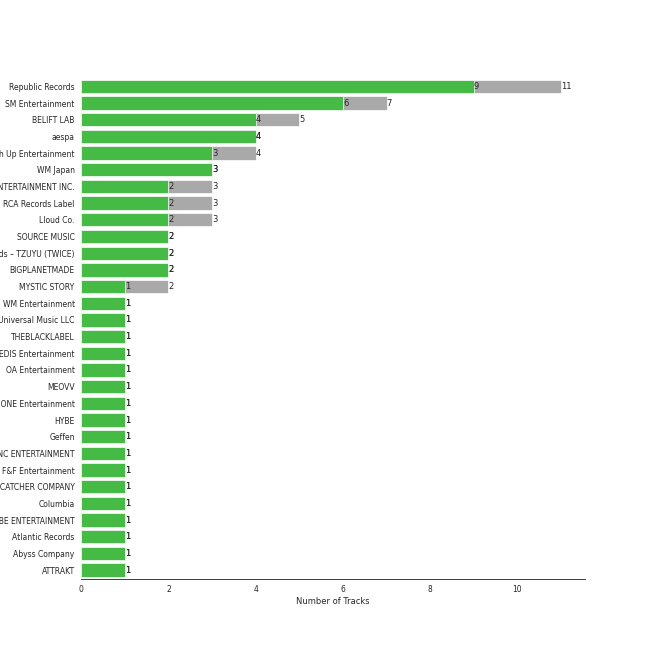 Republic Records 9 11
SM Entertainment 6 7
BELIFT LAB 4 5
aespa 4
h Up Entertainment 3 4
WM Japan 3
NTERTAINMENT INC. 2 3
RCA Records Label 2 3
Lloud Co. 2 3
SOURCE MUSIC 2
ds – TZUYU (TWICE) 2
BIGPLANETMADE 2
MYSTIC STORY 1 2
WM Entertainment 1
Universal Music LLC 1
THEBLACKLABEL 1
EDIS Entertainment 1
OA Entertainment 1
MEOVV 1
ONE Entertainment 1
HYBE 1
Geffen 1
NC ENTERTAINMENT 1
F&F Entertainment 1
CATCHER COMPANY 1
Columbia 1
BE ENTERTAINMENT 1
Atlantic Records 1
Abyss Company 1
ATTRAKT 1
0 2 4 6 8 10
Number of Tracks